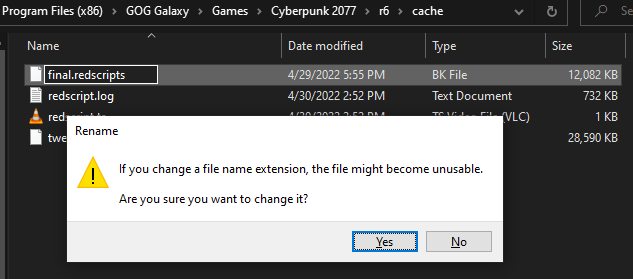 Program Files (x86) > GOG Galaxy > Games > Cyberpunk 2077 > r6 > cache
Name Date modified Type Size
final.redscripts 4/29/2022 5:55 PM BK File 12,082 KB
redscript.log 4/30/2022 2:52 PM Text Document 732 KB
redscript.ts 4/30/2022 2:52 PM TS Video File (VLC) 1 KB
28,590 KB
Rename
If you change a file name extension, the file might become unusable.
Are you sure you want to change it?
Yes No